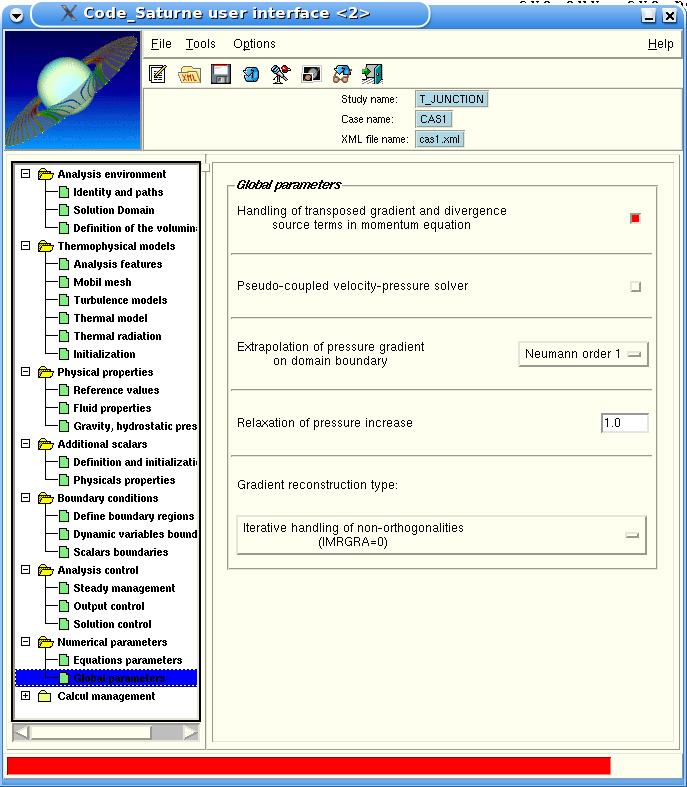 Code_Saturne user interface <2>
File Tools Options Help
XML
Study name: T_JUNCTION
Case name: CAS1
XML file name: cas1.xml
Analysis environment
Identity and paths
Solution Domain
Definition of the volumin
Thermophysical models
Analysis features
Mobil mesh
Turbulence models
Thermal model
Thermal radiation
Initialization
Physical properties
Reference values
Fluid properties
Gravity, hydrostatic pres
Additional scalars
Definition and initializati
Physicals properties
Boundary conditions
Define boundary regions
Dynamic variables bound
Scalars boundaries
Analysis control
Steady management
Output control
Solution control
Numerical parameters
Equations parameters
Global parameters
Calcul management
Global parameters
Handling of transposed gradient and divergence
source terms in momentum equation
Pseudo-coupled velocity-pressure solver
Extrapolation of pressure gradient
on domain boundary
Neumann order 1
Relaxation of pressure increase
1.0
Gradient reconstruction type:
Iterative handling of non-orthogonalities
(IMRGRA=0)